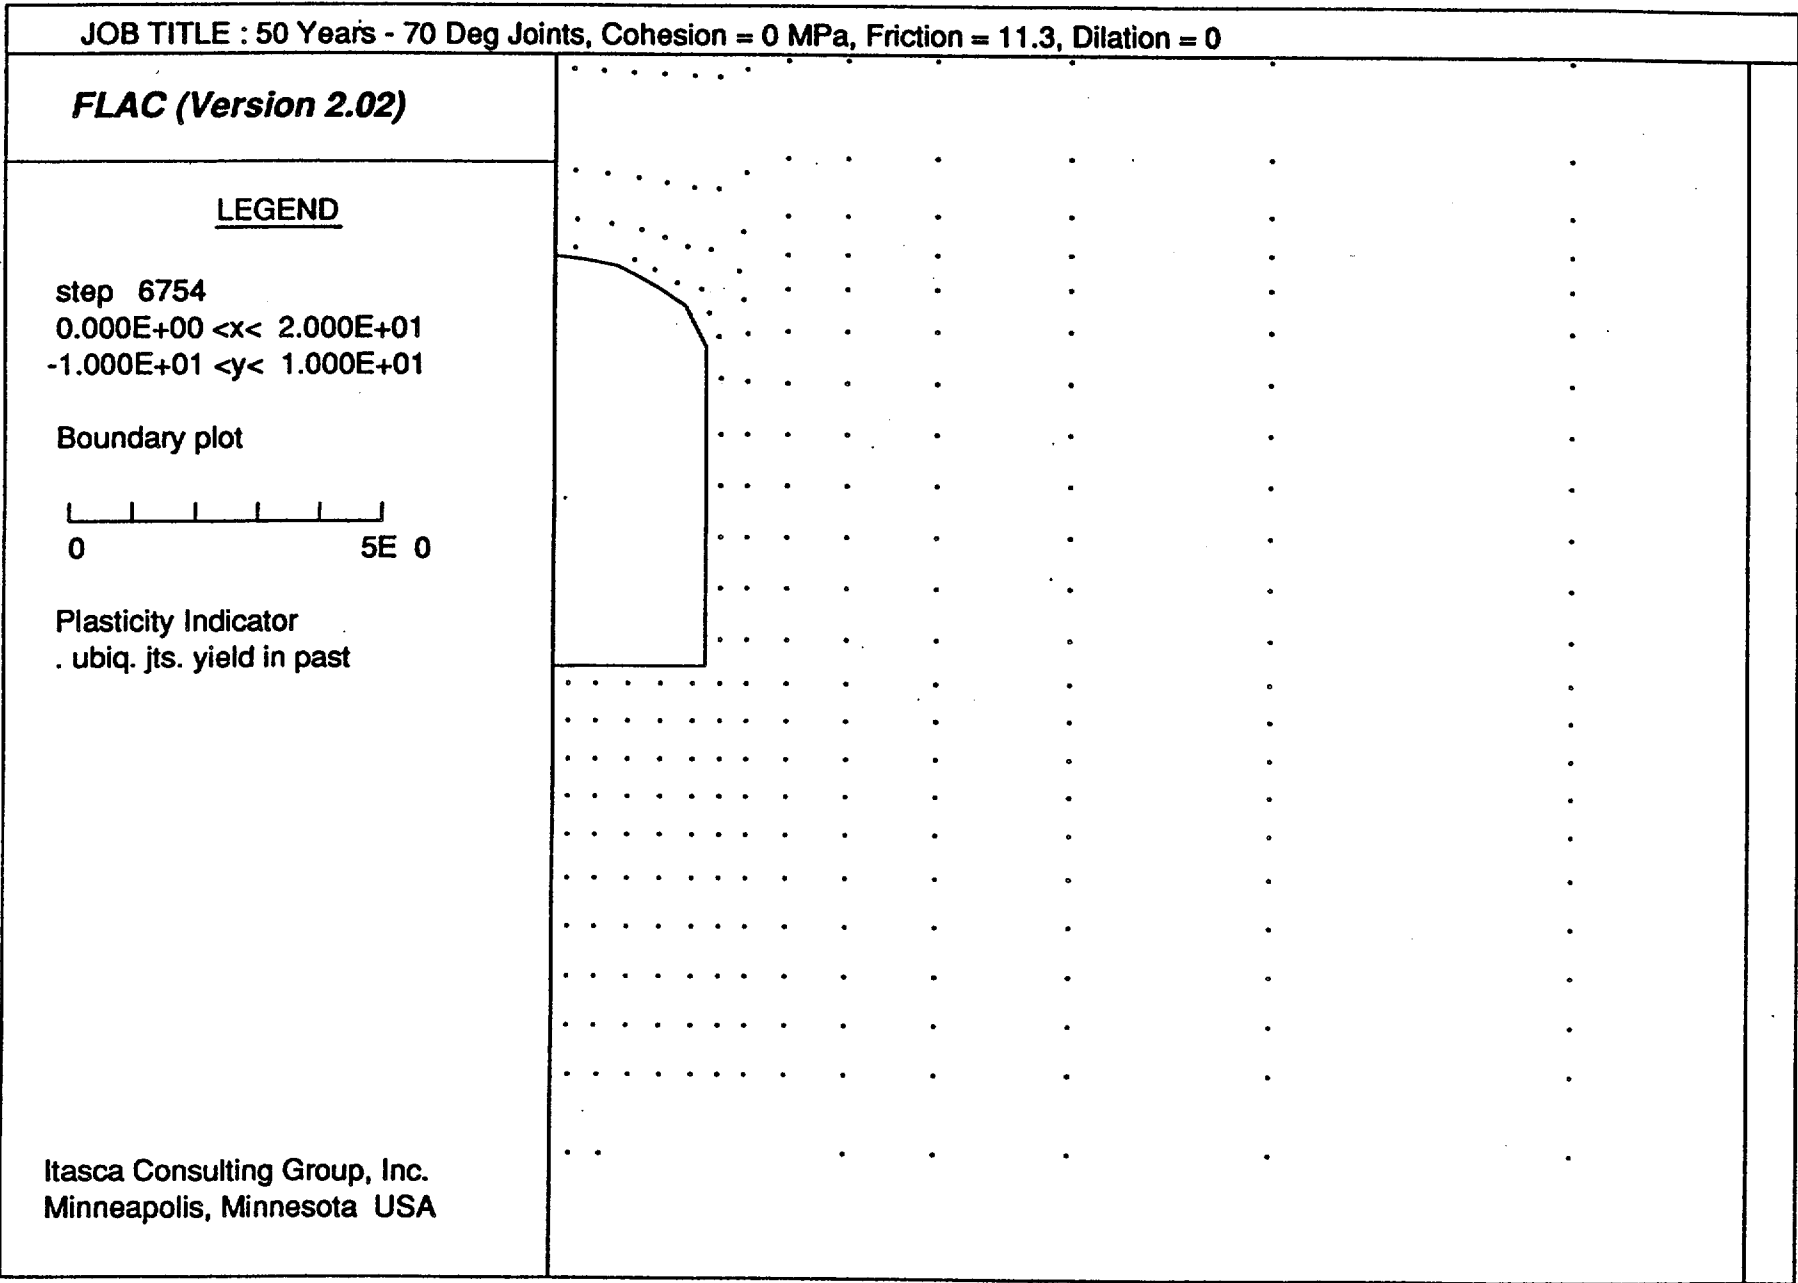 JOB TITLE : 50 Years - 70 Deg Joints, Cohesion = 0 MPa, Friction = 11.3, Dilation = 0
FLAC (Version 2.02)
LEGEND
step 6754
0.000E+00 <x< 2.000E+01
-1.000E+01 <y< 1.000E+01
Boundary plot
0 5E 0
Plasticity Indicator
. ubiq. jts. yield in past
Itasca Consulting Group, Inc.
Minneapolis, Minnesota USA